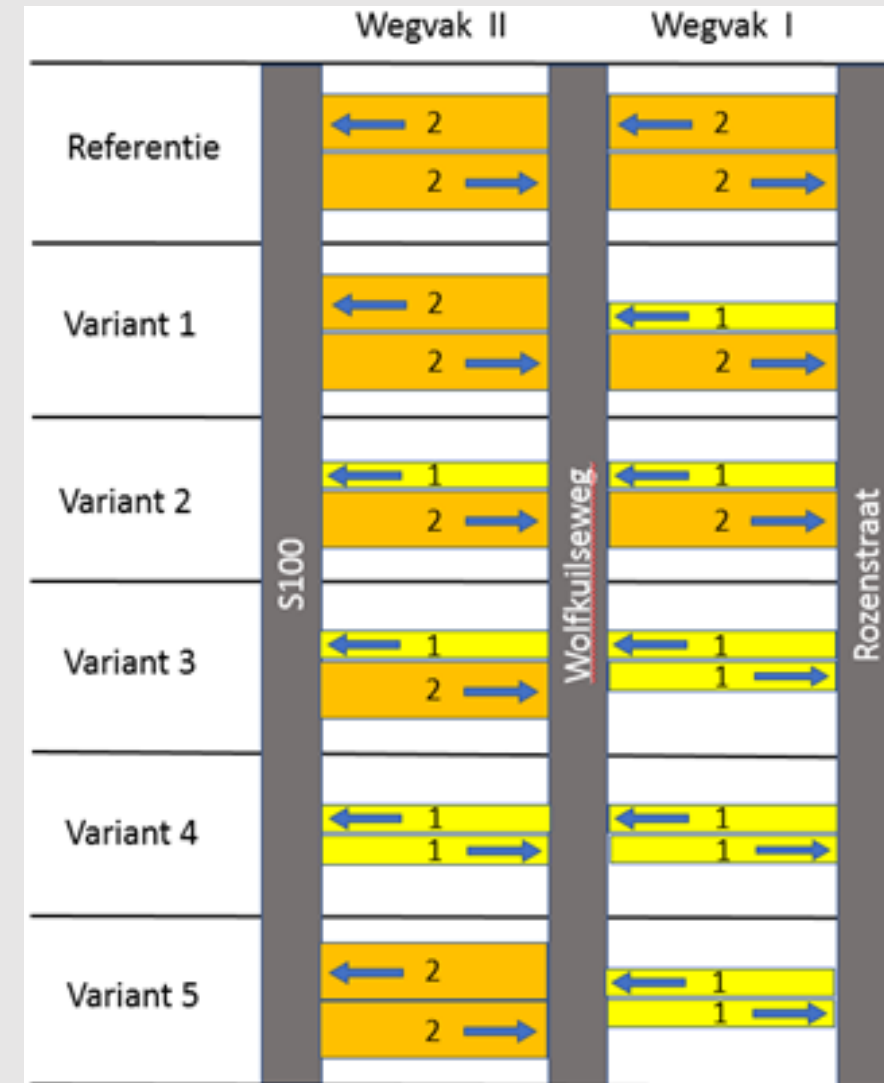 Wegvak II Wegvak I
Referentie
2 2
2 2
Variant 1
2 1
2 2
Variant 2
1 1
2 2
S100
Wolfkuilseweg
Rozenstraat
Variant 3
1 1
2 1
Variant 4
1 1
1 1
Variant 5
2 1
2 1